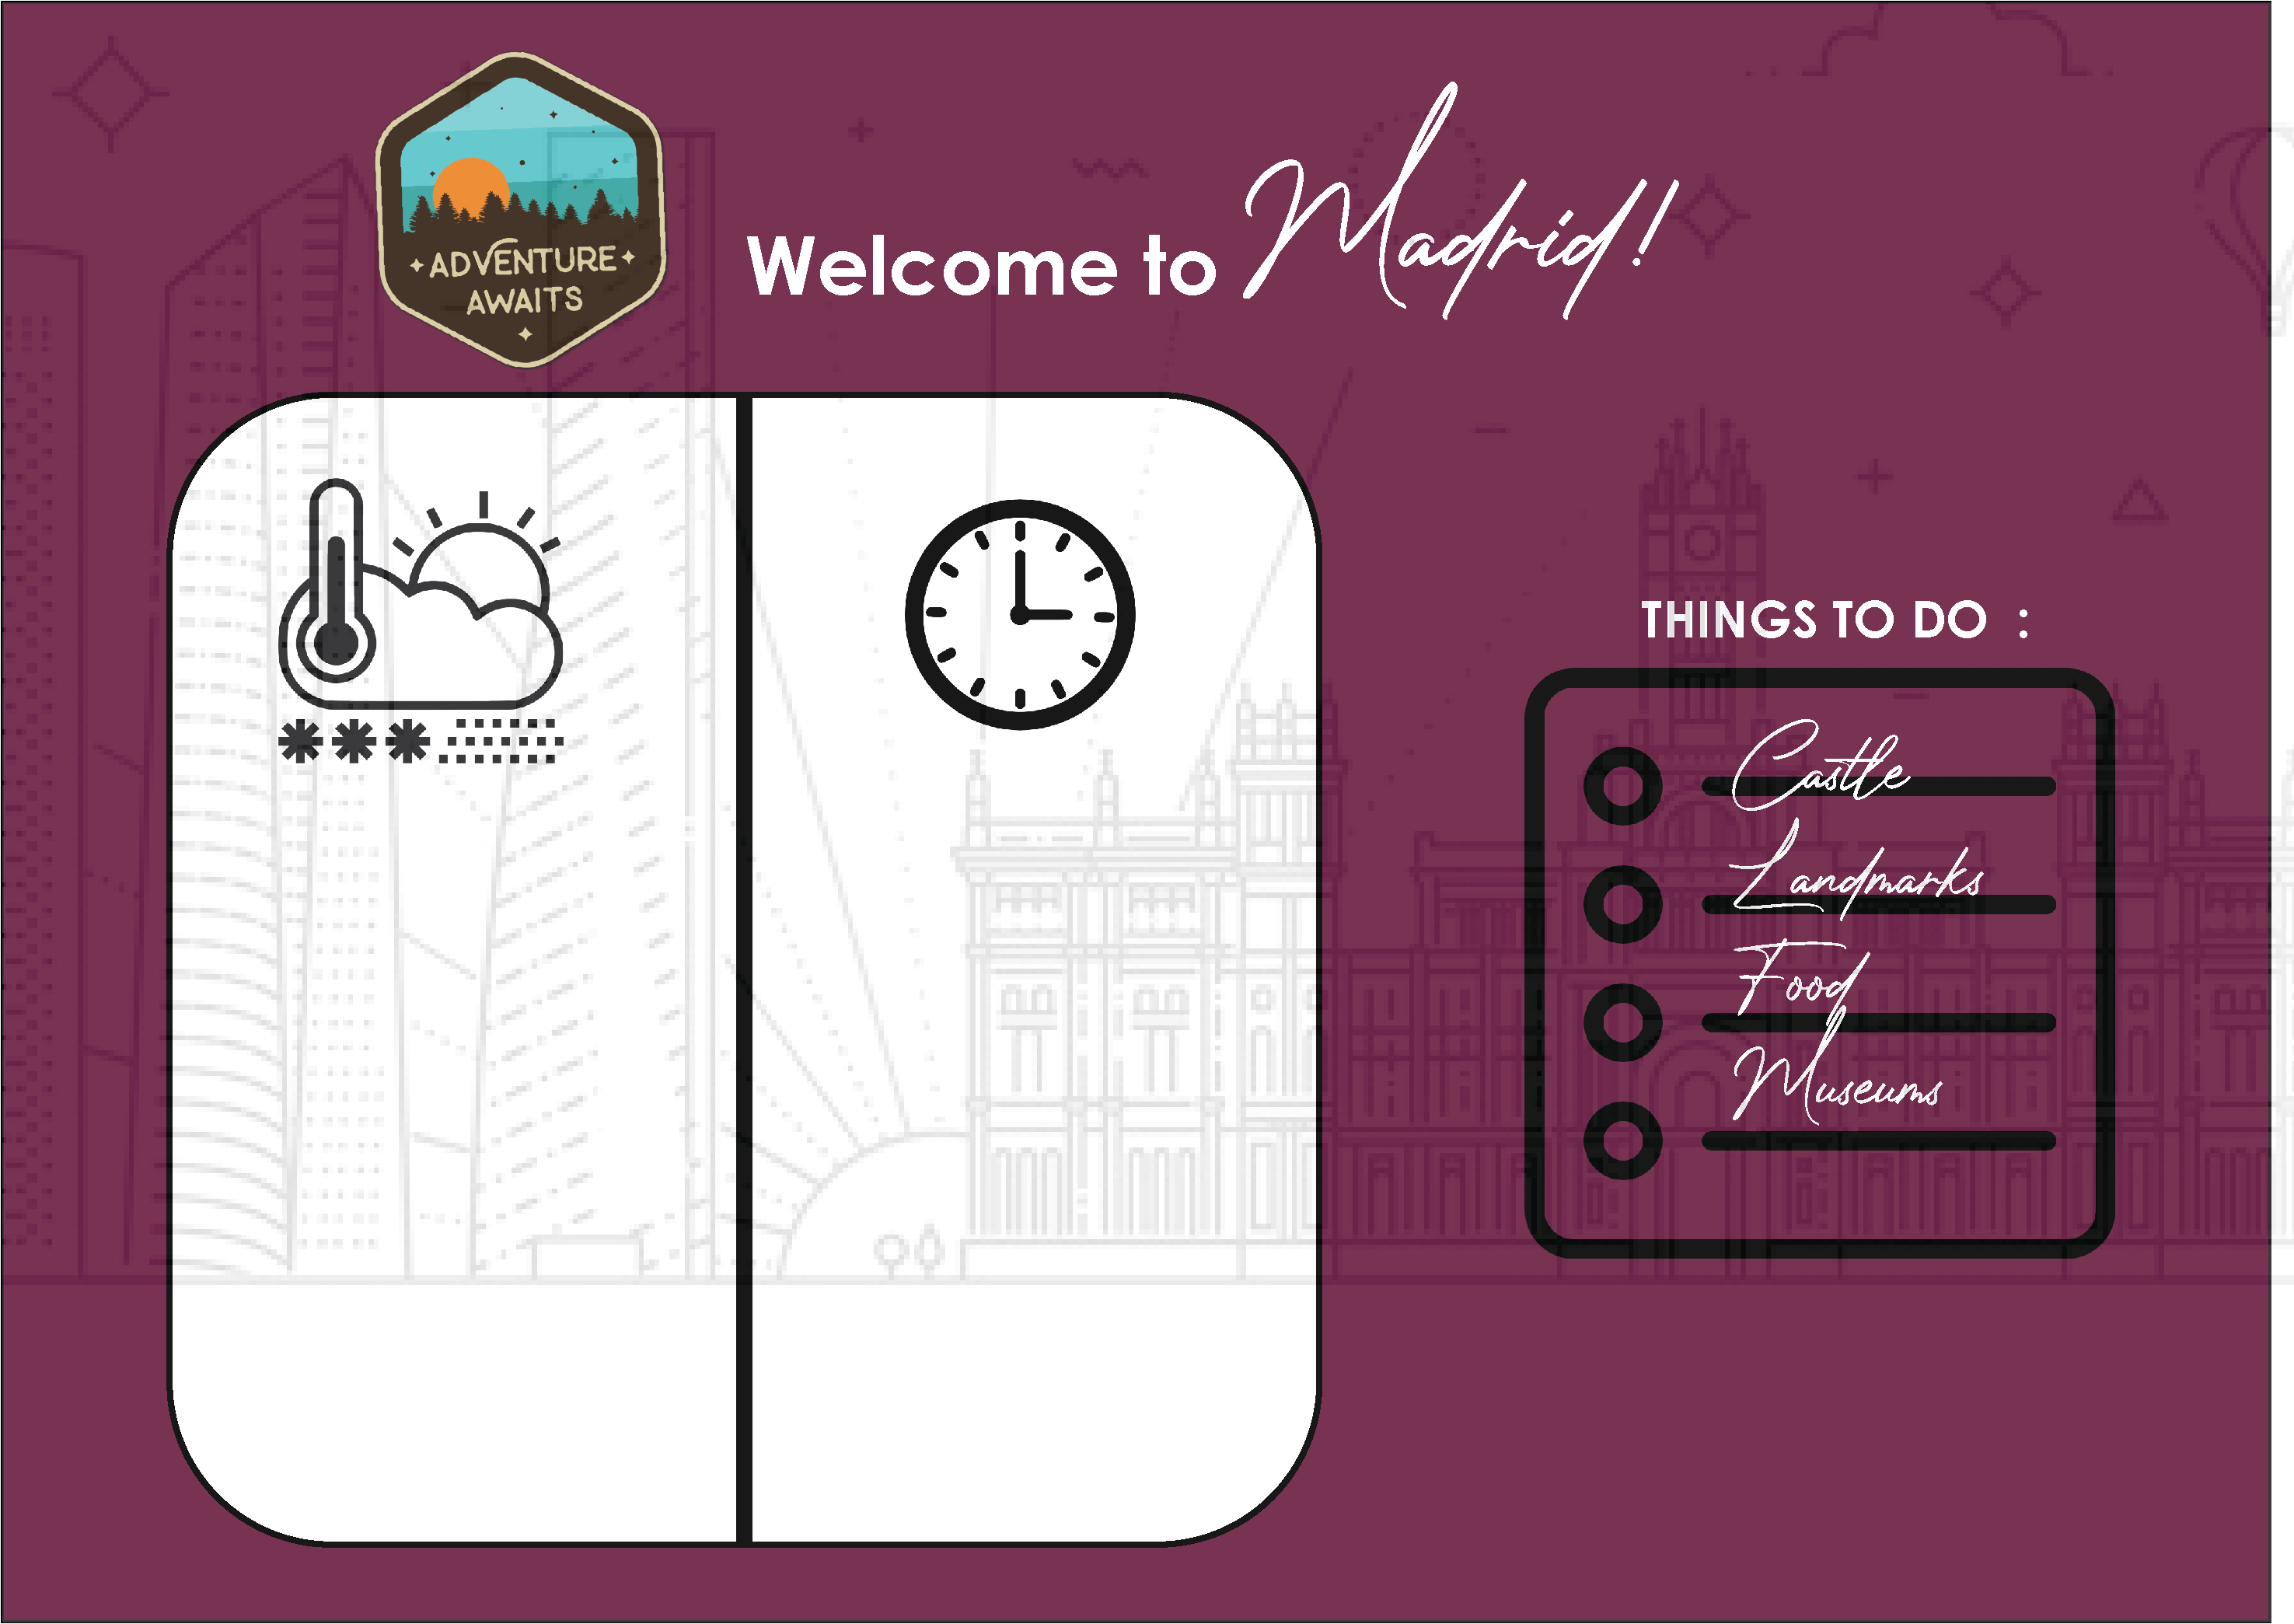 ADVENTURE
AWAITS
Welcome to Madrid!
THINGS TO DO :
Castle
Landmarks
Food
Museums